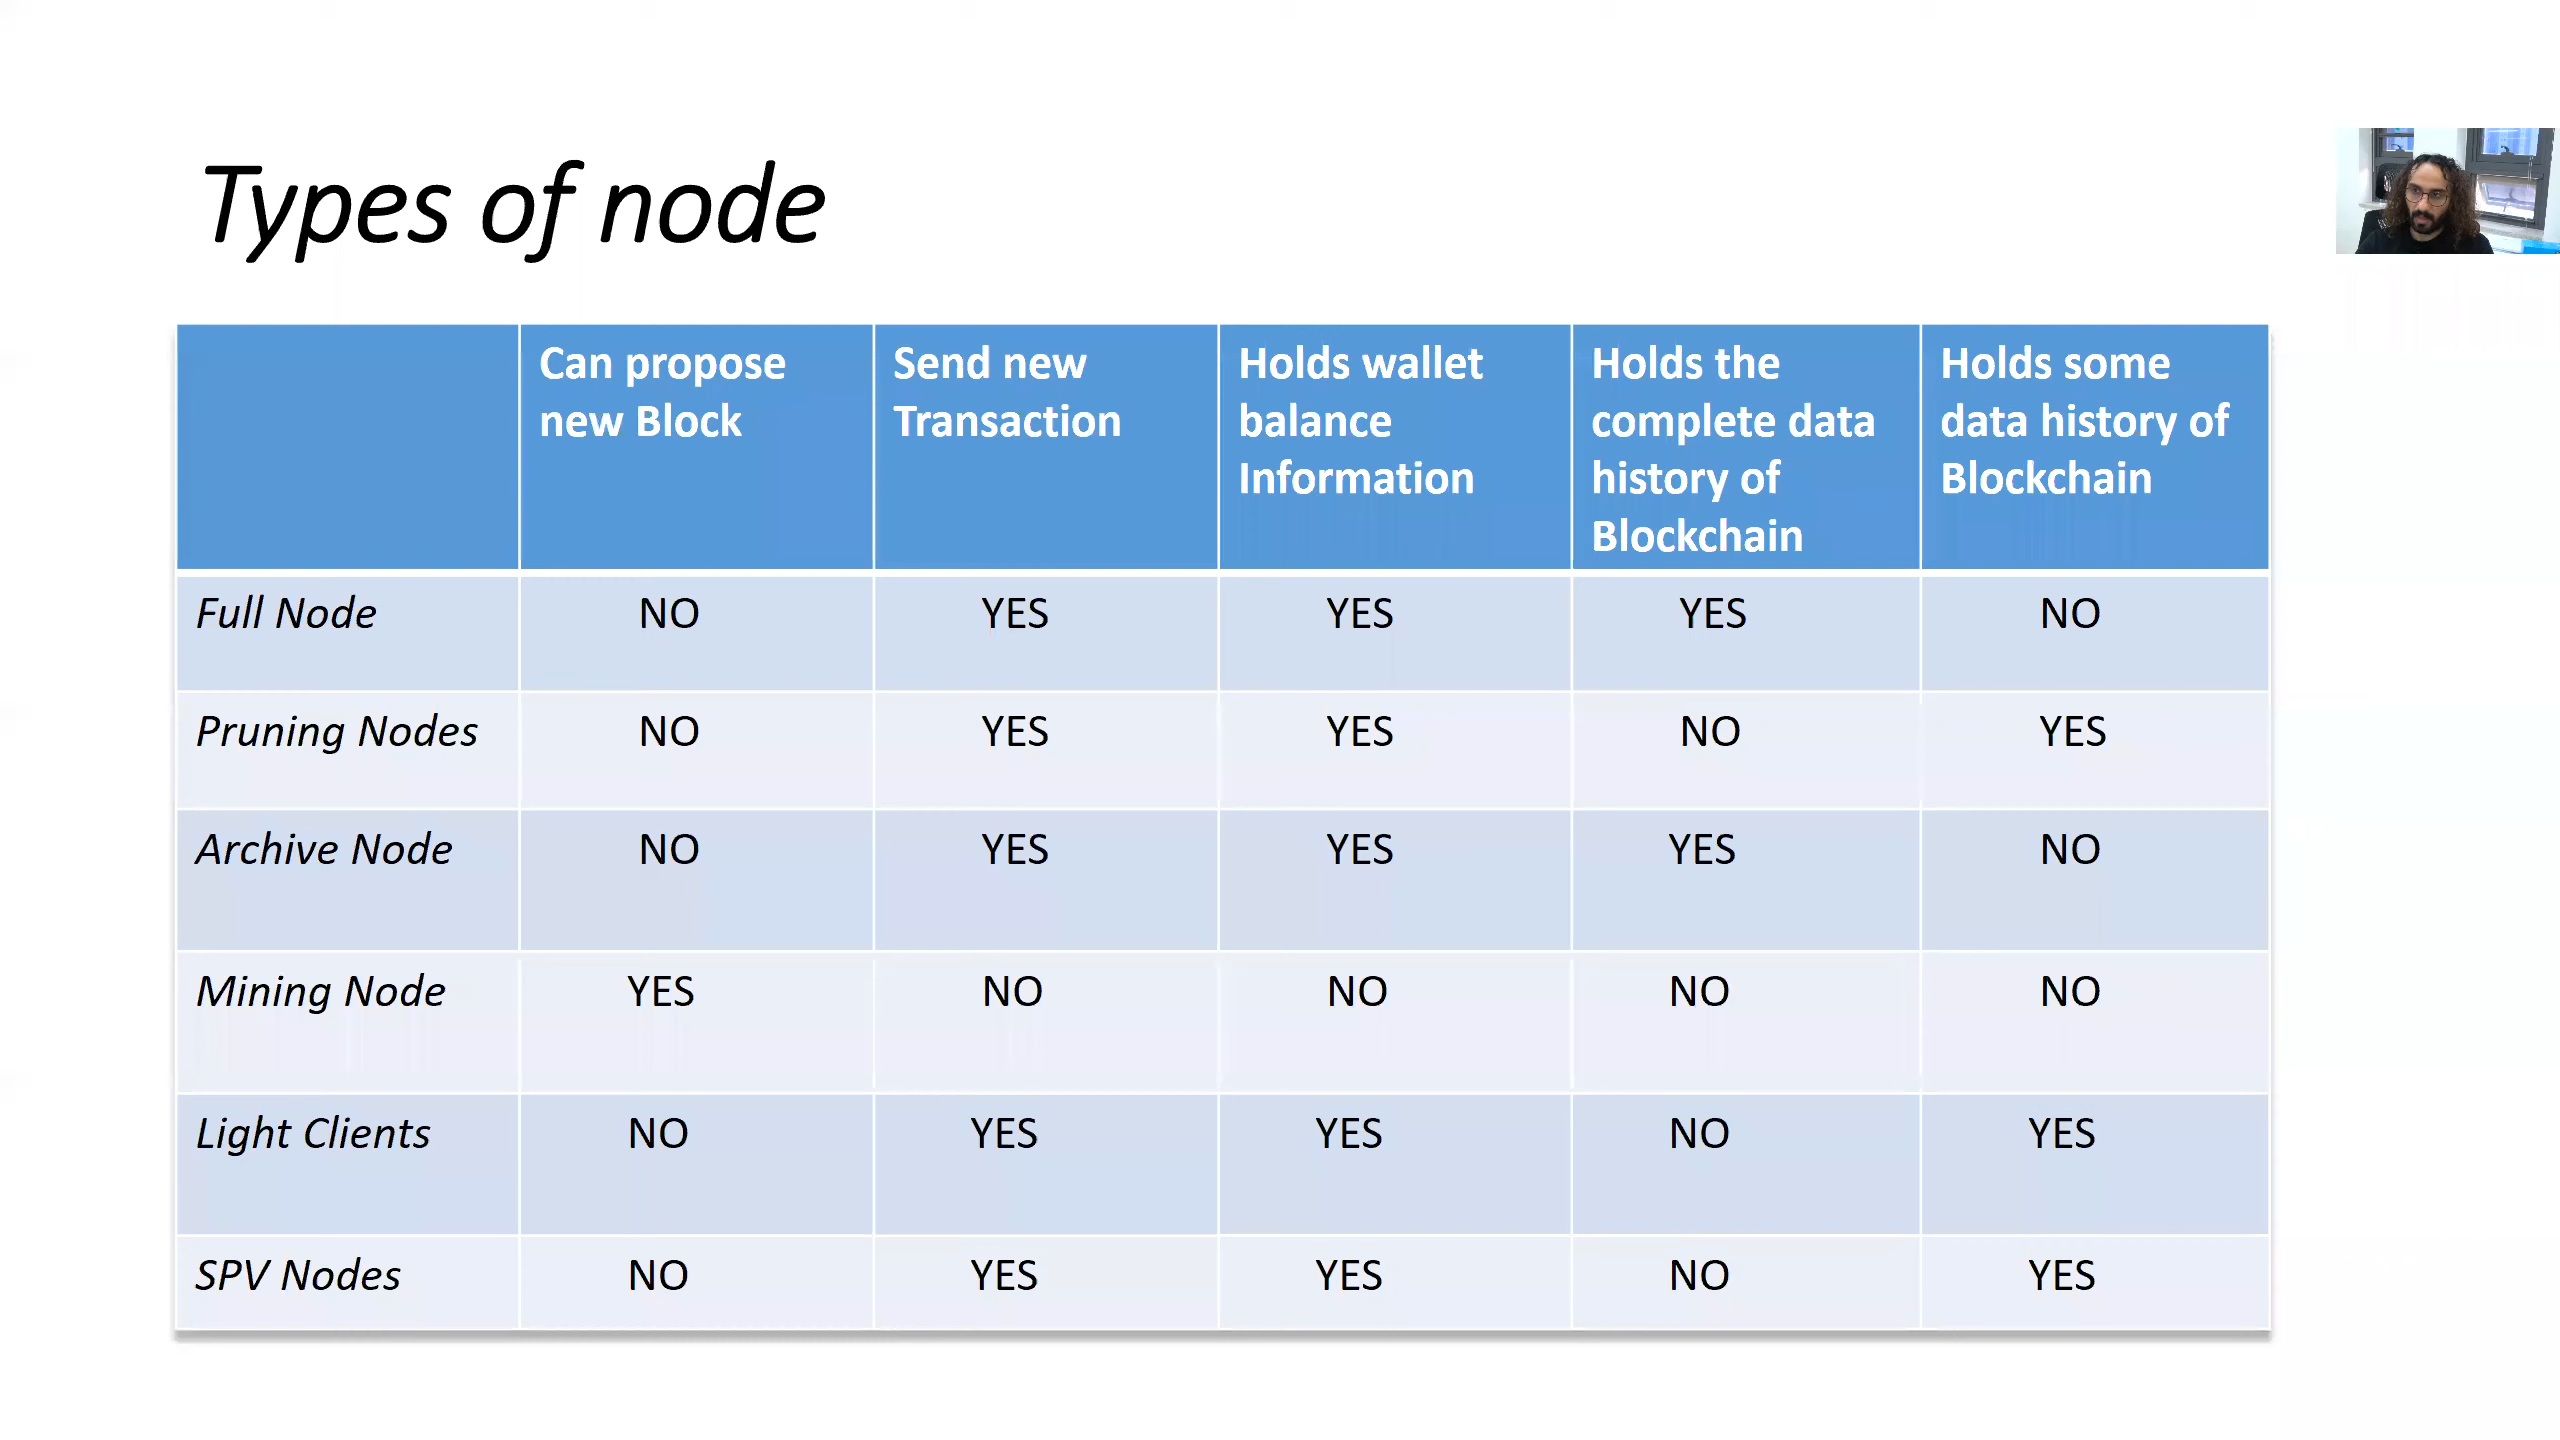 Types of node
Can propose
new Block
Send new
Transaction
Holds wallet
balance
Information
Holds the
complete data
history of
Blockchain
Holds some
data history of
Blockchain
Full Node NO YES YES YES NO
Pruning Nodes NO YES YES NO YES
Archive Node NO YES YES YES NO
Mining Node YES NO NO NO NO
Light Clients NO YES YES NO YES
SPV Nodes NO YES YES NO YES